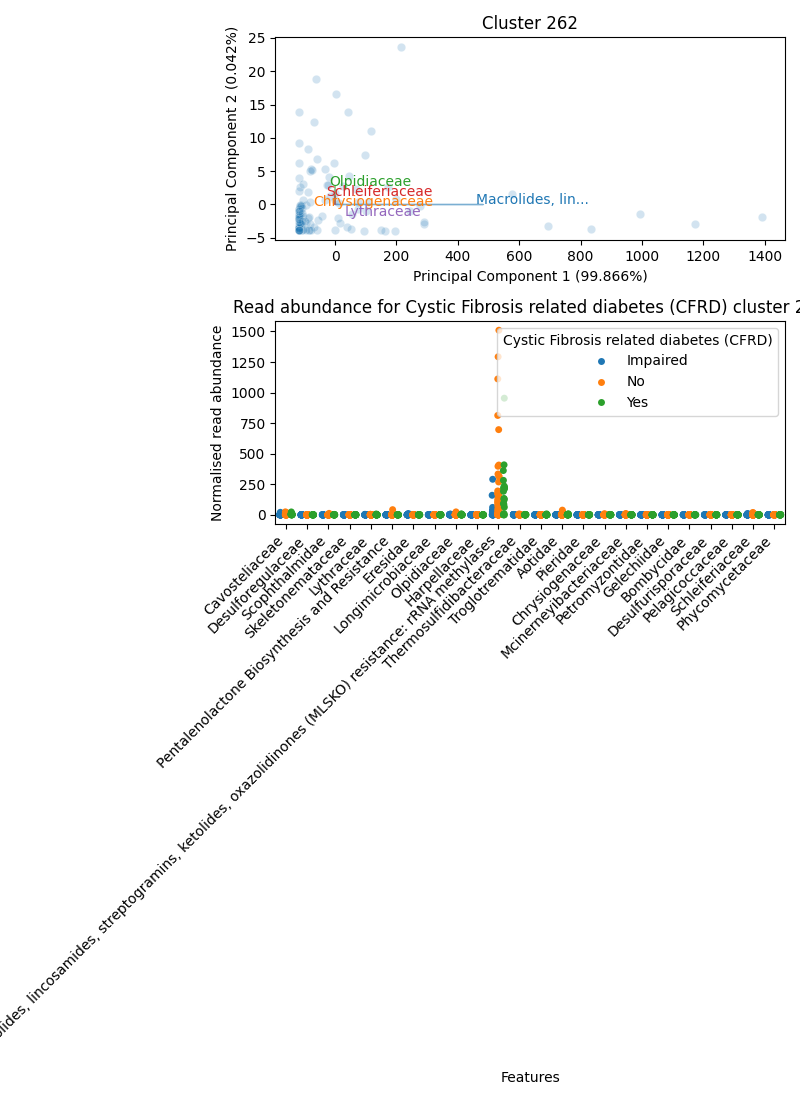 Cluster 262
Principal Component 2 (0.042%)
25
20
15
10
5
0
−5
Olpidiaceae
Schleiferiaceae
Macrolides, lin...
Chrysiogenaceae
Lythraceae
0
200
400
600
800
1000
1200
1400
Principal Component 1 (99.866%)
Read abundance for Cystic Fibrosis related diabetes (CFRD) cluster 2
Normalised read abundance
1500
1250
1000
750
500
250
0
Cystic Fibrosis related diabetes (CFRD)
Impaired
No
Yes
Cavosteliaceae
Desulforegulaceae
Scophthalmidae
Skeletonemataceae
Lythraceae
Pentalenolactone Biosynthesis and Resistance
Eresidae
Longimicrobiaceae
Olpidiaceae
Harpellaceae
olides, lincosamides, streptogramins, ketolides, oxazolidinones (MLSKO) resistance: rRNA methylases
Thermosulfidibacteraceae
Troglotrematidae
Aotidae
Pieridae
Chrysiogenaceae
Mcinerneyibacteriaceae
Petromyzontidae
Gelechiidae
Bombycidae
Desulfurisporaceae
Pelagicoccaceae
Schleiferiaceae
Phycomycetaceae
Features